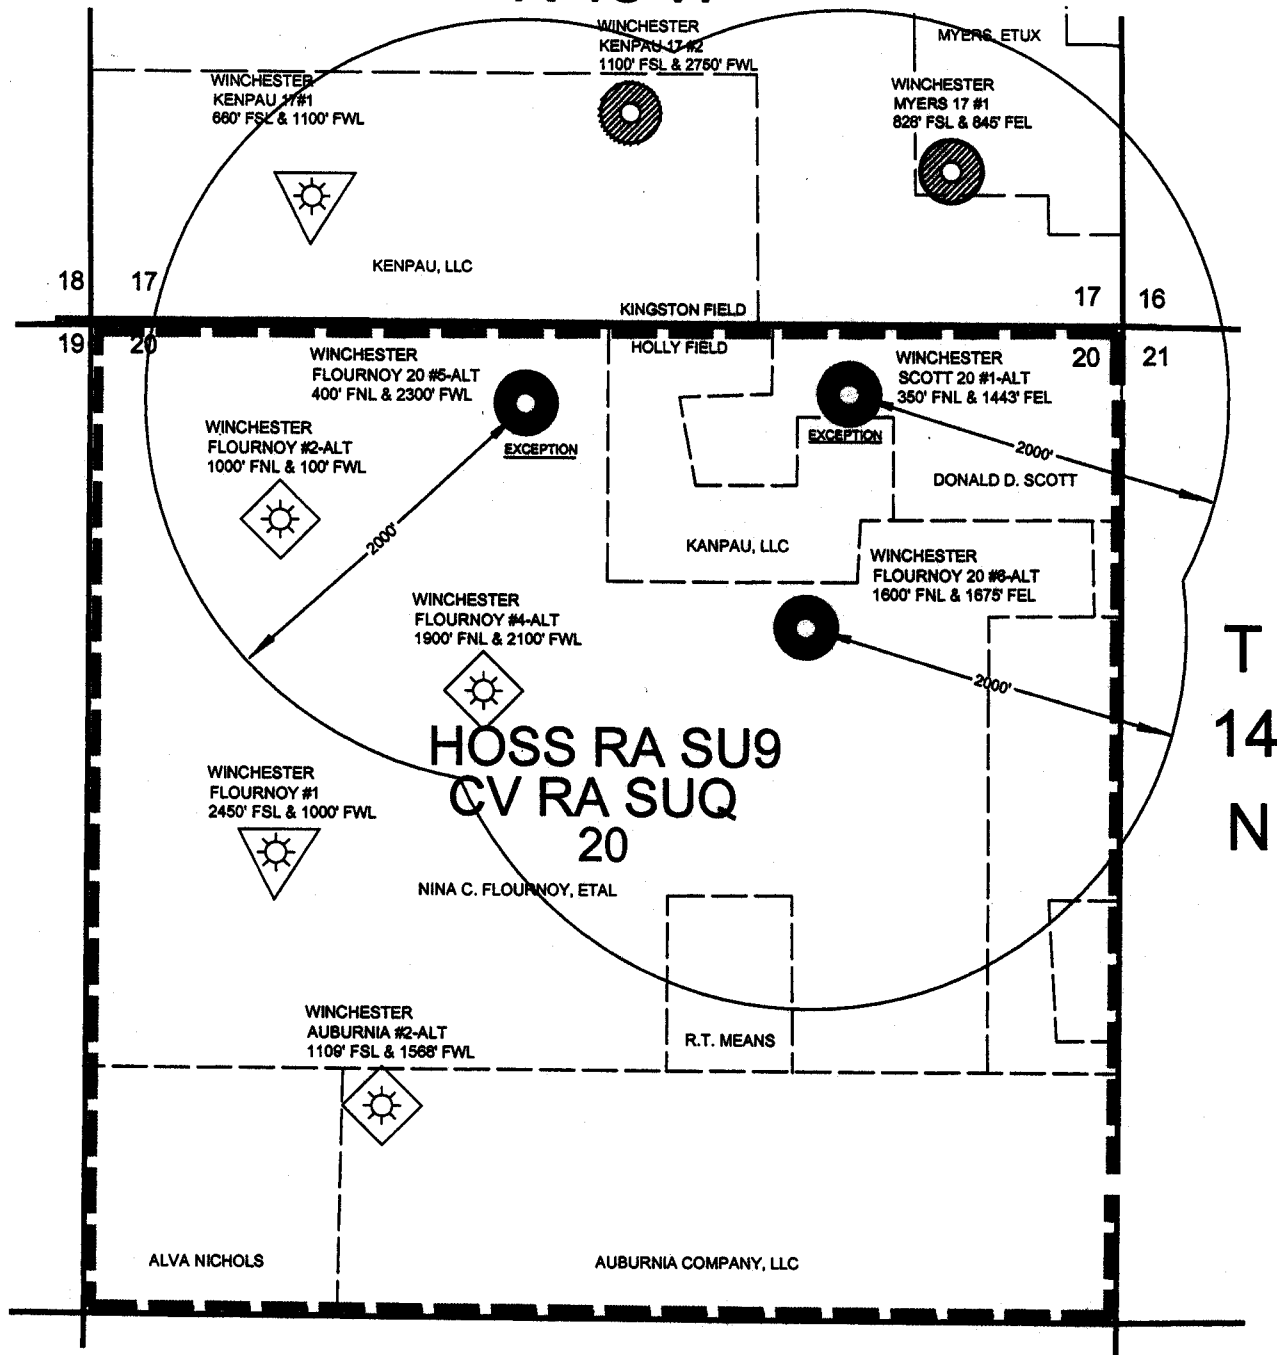 WINCHESTER
KENPAU 17 #2
1100' FSL & 2750' FWL
MYERS, ETUX
WINCHESTER
KENPAU 17#1
660' FSL & 1100' FWL
WINCHESTER
MYERS 17 #1
828' FSL & 845' FEL
KENPAU, LLC
18
17
17
16
KINGSTON FIELD
19
20
HOLLY FIELD
20
21
WINCHESTER
FLOURNOY 20 #5-ALT
400' FNL & 2300' FWL
EXCEPTION
WINCHESTER
SCOTT 20 #1-ALT
350' FNL & 1443' FEL
EXCEPTION
WINCHESTER
FLOURNOY #2-ALT
1000' FNL & 100' FWL
2000'
DONALD D. SCOTT
2000'
KANPAU, LLC
WINCHESTER
FLOURNOY 20 #6-ALT
1600' FNL & 1675' FEL
WINCHESTER
FLOURNOY #4-ALT
1900' FNL & 2100' FWL
2000'
T
14
N
HOSS RA SU9
CV RA SUQ
20
WINCHESTER
FLOURNOY #1
2450' FSL & 1000' FWL
NINA C. FLOURNOY, ETAL
WINCHESTER
AUBURNIA #2-ALT
1109' FSL & 1568' FWL
R.T. MEANS
ALVA NICHOLS
AUBURNIA COMPANY, LLC